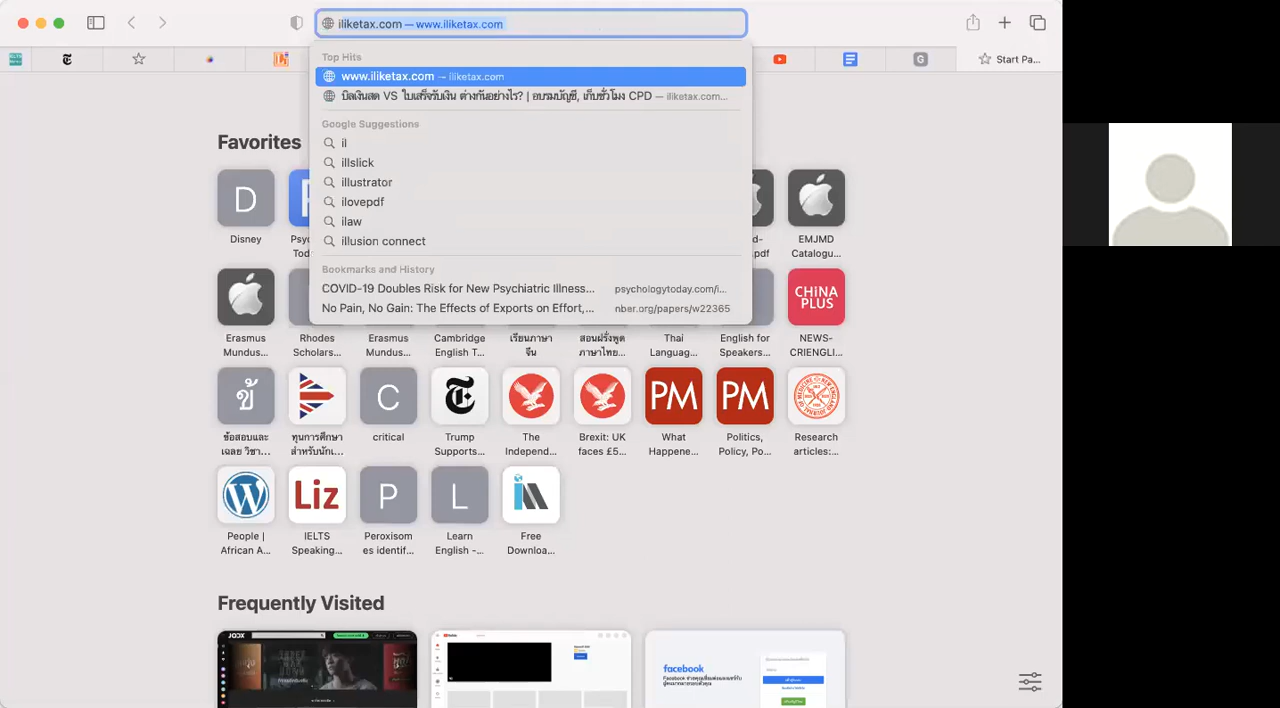 iliketax.com — www.iliketax.com
Start Pa...
Top Hits
www.iliketax.com — iliketax.com
บิลเงินสด VS ใบเสร็จรับเงิน ต่างกันอย่างไร? | อบรมบัญชี, เก็บชั่วโมง CPD — iliketax.com...
Google Suggestions
il
illslick
illustrator
ilovepdf
ilaw
illusion connect
Bookmarks and History
COVID-19 Doubles Risk for New Psychiatric Illness... psychologytoday.com/i...
No Pain, No Gain: The Effects of Exports on Effort,... nber.org/papers/w22365
Favorites
D
Disney
EMJMD
Catalogu...
CHINA
PLUS
Erasmus Rhodes Erasmus Cambridge เรียนภาษา สอนฝรั่งพูด Thai English for NEWS-
Mundus... Scholars... Mundus... English T... จีน ภาษาไทย... Languag... Speakers... CRIENGLI...
ข้ C PM PM
ข้อสอบและ ทุนการศึกษา critical Trump The Brexit: UK What Politics, Research
เฉลย วิชา... สำหรับนักเ... Supports... Independ... faces £5... Happene... Policy, Po... articles:...
Liz P L
People | IELTS Peroxisom Learn Free
African A... Speaking... es identif... English -... Downloa...
Frequently Visited
JOOX
facebook